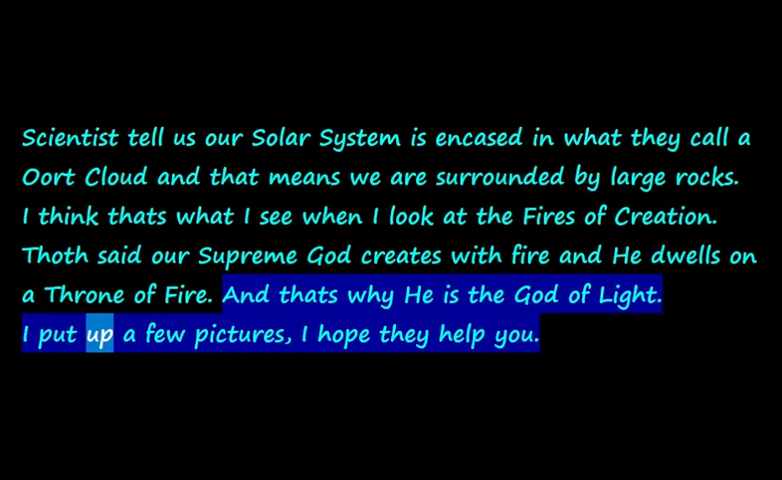 Scientist tell us our Solar System is encased in what they call a
Oort Cloud and that means we are surrounded by large rocks.
I think thats what I see when I look at the Fires of Creation.
Thoth said our Supreme God creates with fire and He dwells on
a Throne of Fire. And thats why He is the God of Light.
I put up a few pictures, I hope they help you.